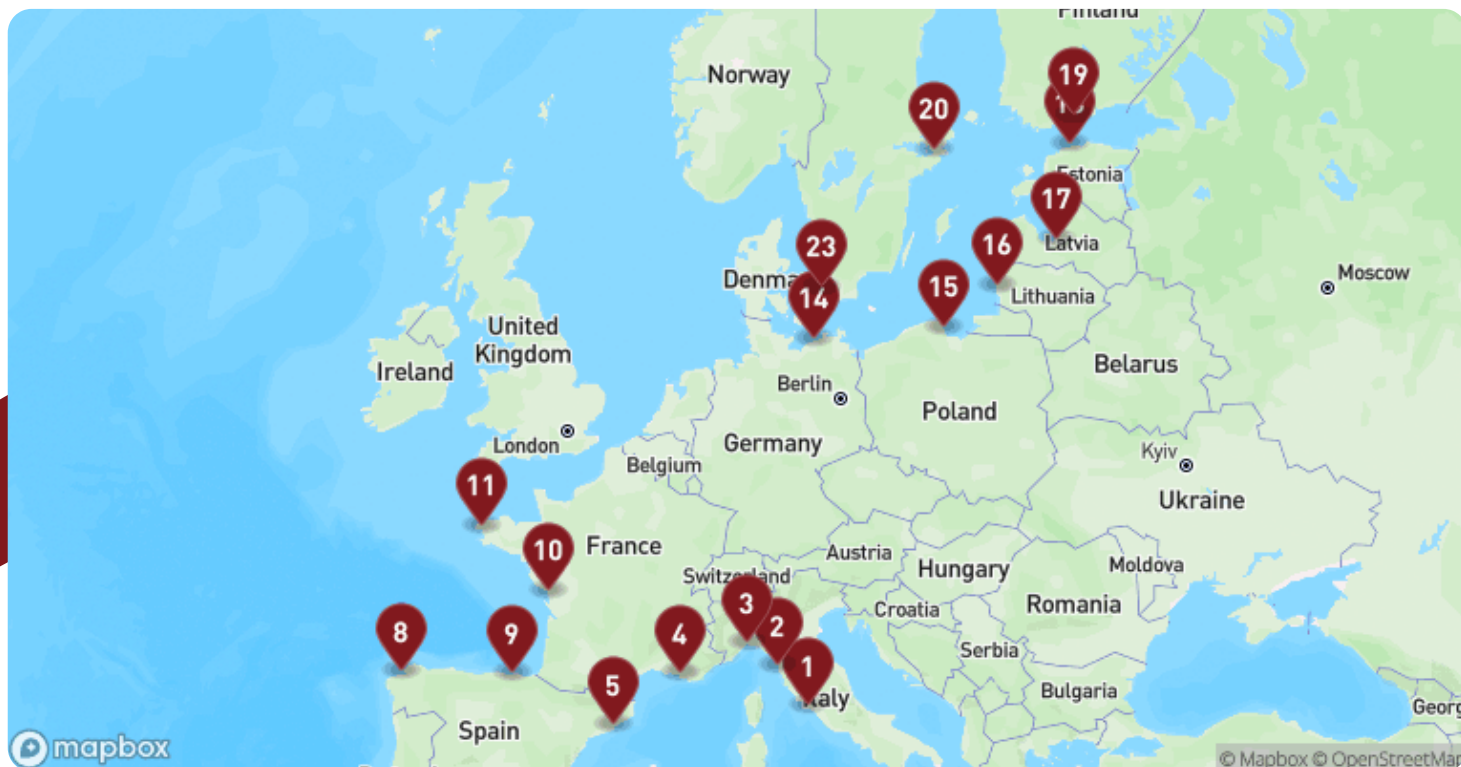 Finland
Norway
19
20
Estonia
17
Latvia
16
23
Moscow
Denma
15
14
Lithuania
United
Kingdom
Ireland
Belarus
Berlin
Poland
London
Germany
Kyiv
Belgium
11
Ukraine
10
France
Austria
Moldova
Hungary
Switzerland
3
Romania
Croatia
8
9
4
2
Serbia
1
5
Bulgaria
Italy
Georg
Spain
mapbox
© Mapbox © OpenStreetMap